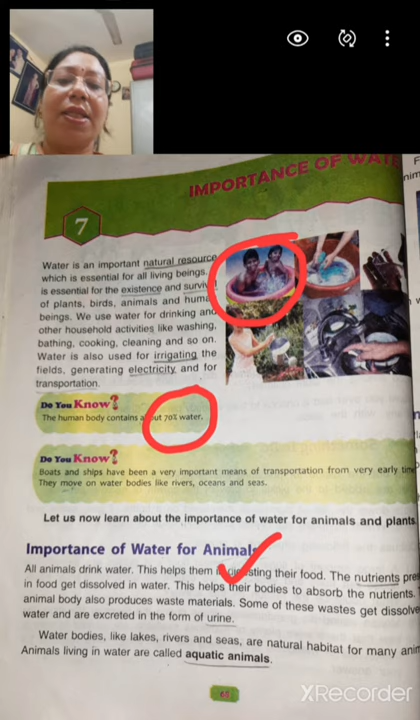 IMPORTANCE OF WATE
7
Water is an important natural resource
which is essential for all living beings.
is essential for the existence and surviv
of plants, birds, animals and hum
beings. We use water for drinking and
other household activities like washing,
bathing, cooking, cleaning and so on.
Water is also used for irrigating the
fields, generating electricity and for
transportation.
Do You Know?
The human body contains a out 70% water.
Do You Know?
Boats and ships have been a very important means of transportation from very early time
They move on water bodies like rivers, oceans and seas.
Let us now learn about the importance of water for animals and plants
Importance of Water for Animals
All animals drink water. This helps them sting their food. The nutrients pre
in food get dissolved in water. This helps their bodies to absorb the nutrients.
animal body also produces waste materials. Some of these wastes get dissolve
water and are excreted in the form of urine.
Water bodies, like lakes, rivers and seas, are natural habitat for many anim
Animals living in water are called aquatic animals.
XRecorder